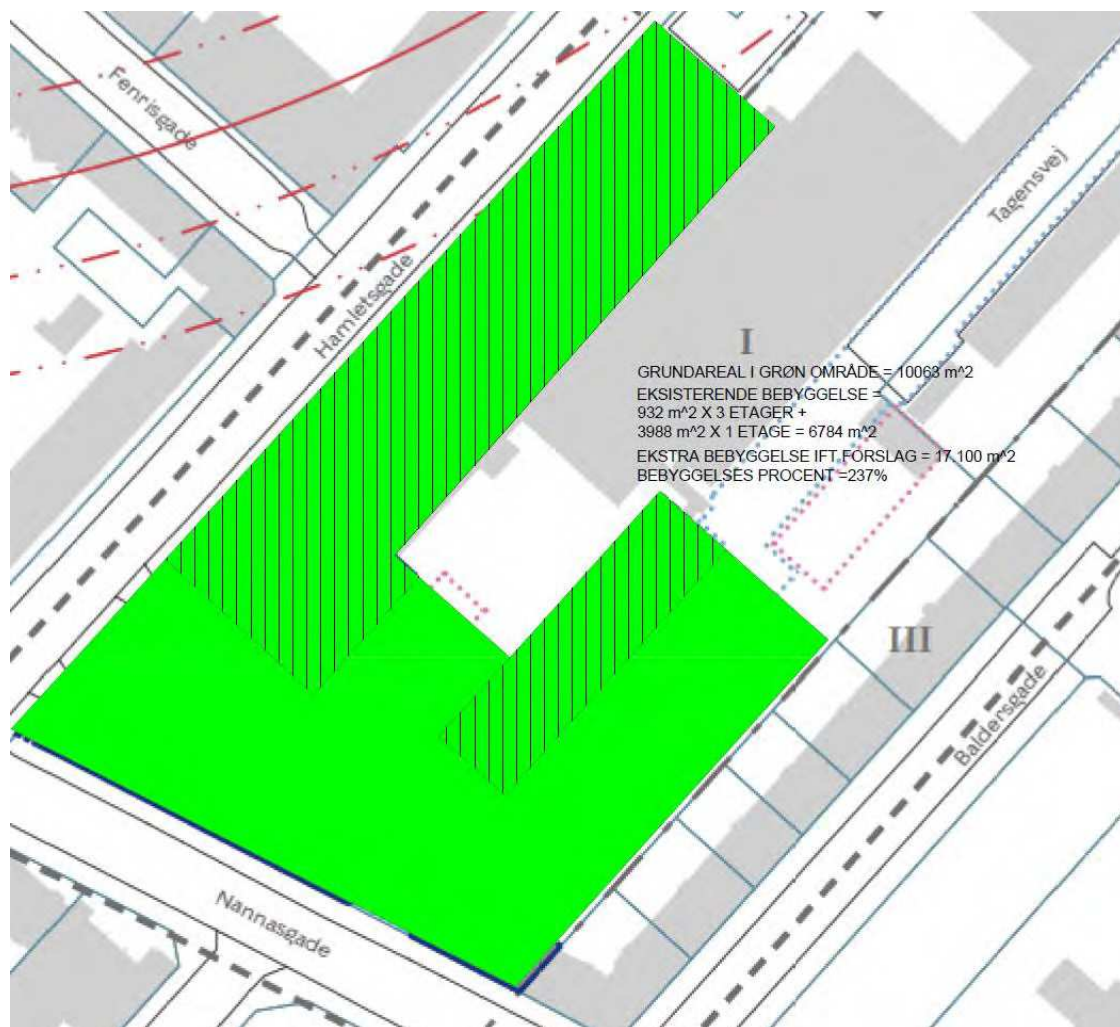 Fenrisgade
Hamletsgade
Tagensvej
I
GRUNDAREAL I GRØN OMRÅDE = 10063 m^2
EKSISTERENDE BEBYGGELSE =
932 m^2 X 3 ETAGER +
3988 m^2 X 1 ETAGE = 6784 m^2
EKSTRA BEBYGGELSE IFT FORSLAG = 17.100 m^2
BEBYGGELSES PROCENT =237%
III
Baldersgade
Nannasgade